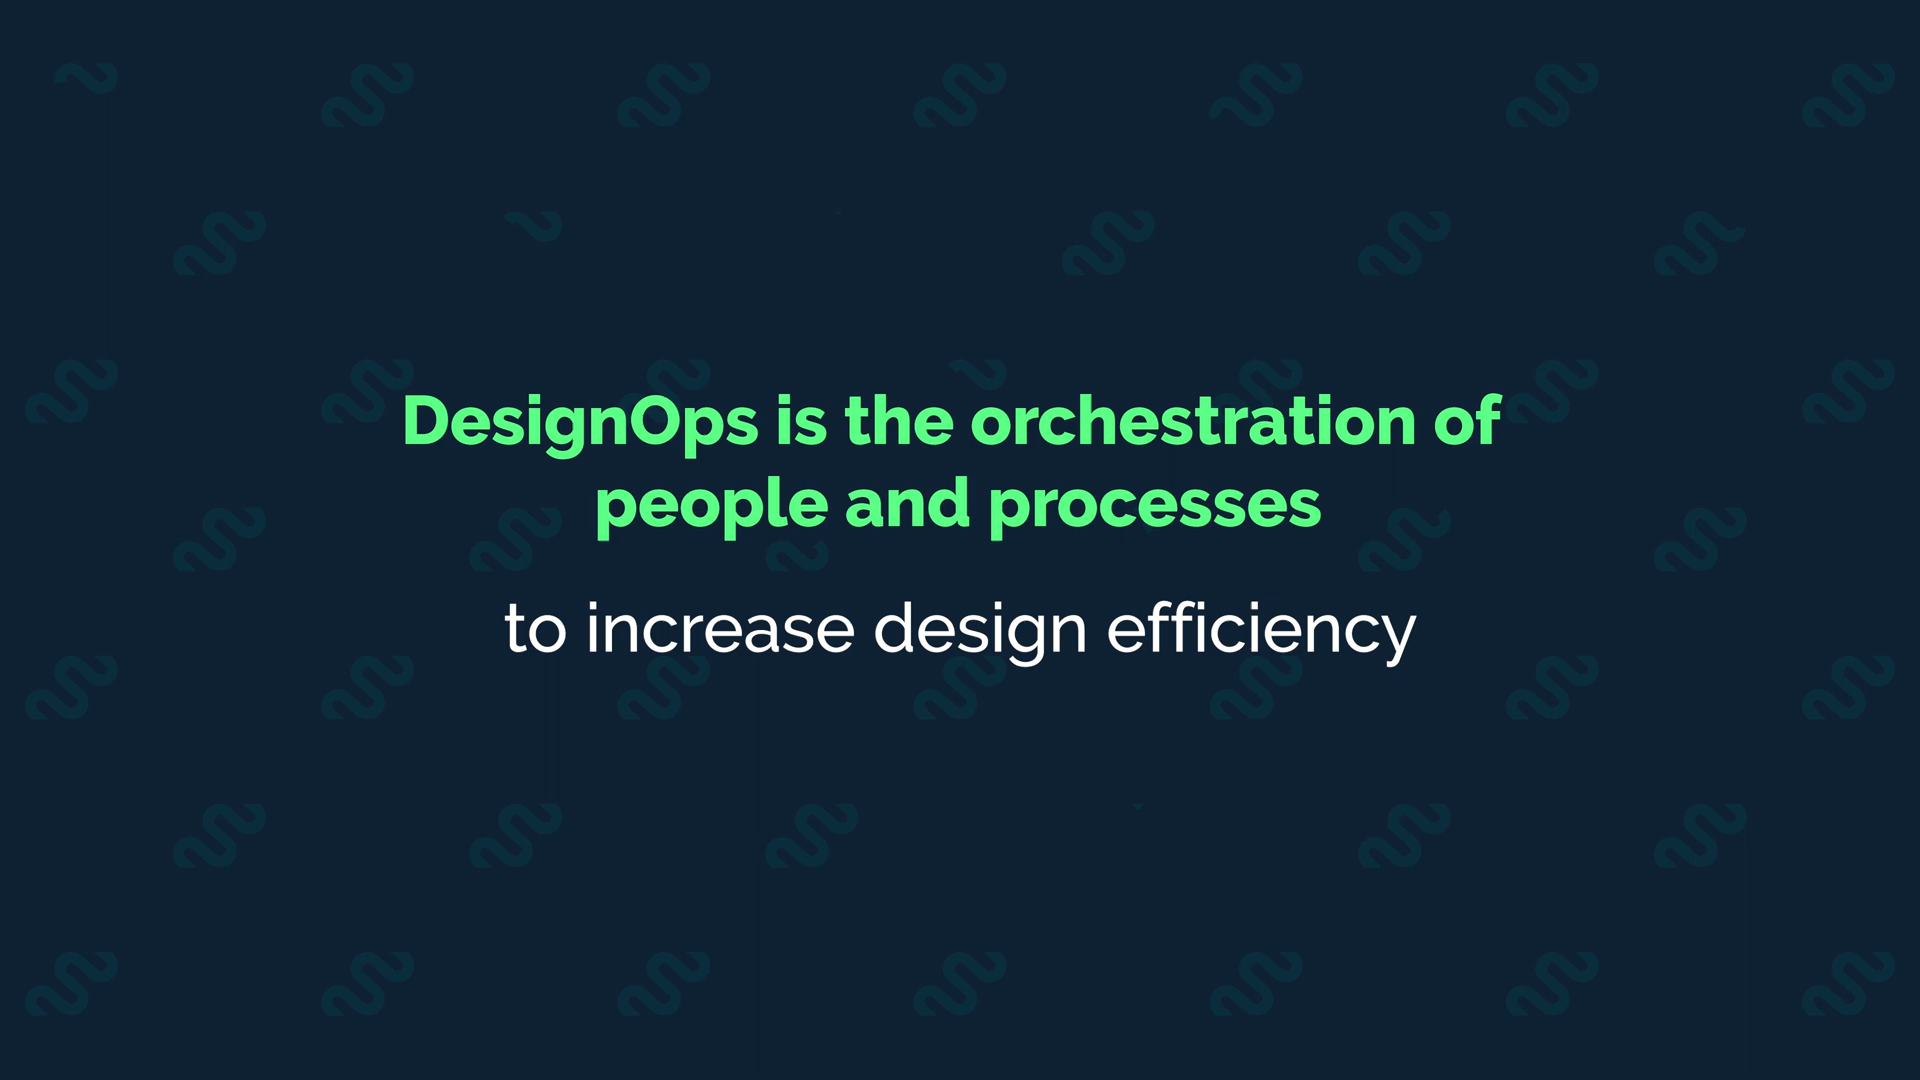 DesignOps is the orchestration of
people and processes
to increase design efficiency